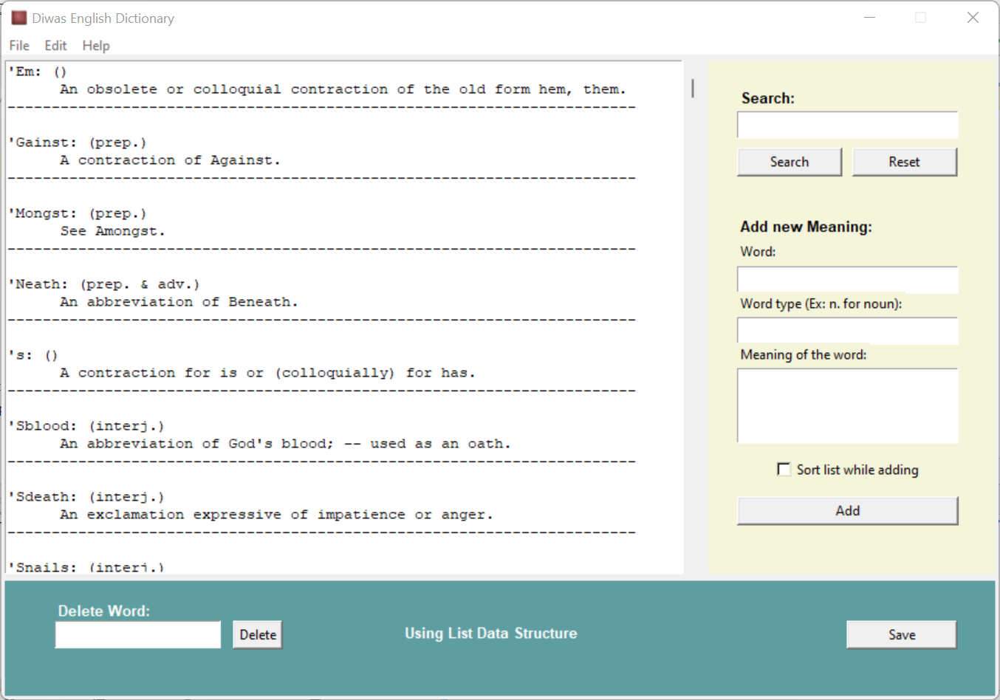 Diwas English Dictionary
File Edit Help
'Em: ()
An obsolete or colloquial contraction of the old form hem, them.
-----------------------------------------------------------------------
'Gainst: (prep.)
A contraction of Against.
-----------------------------------------------------------------------
'Mongst: (prep.)
See Amongst.
-----------------------------------------------------------------------
'Neath: (prep. & adv.)
An abbreviation of Beneath.
-----------------------------------------------------------------------
's: ()
A contraction for is or (colloquially) for has.
-----------------------------------------------------------------------
'Sblood: (interj.)
An abbreviation of God's blood; -- used as an oath.
-----------------------------------------------------------------------
'Sdeath: (interj.)
An exclamation expressive of impatience or anger.
-----------------------------------------------------------------------
'Snails: (interj.)
Search:
Search Reset
Add new Meaning:
Word:
Word type (Ex: n. for noun):
Meaning of the word:
Sort list while adding
Add
Delete Word:
Delete
Using List Data Structure
Save